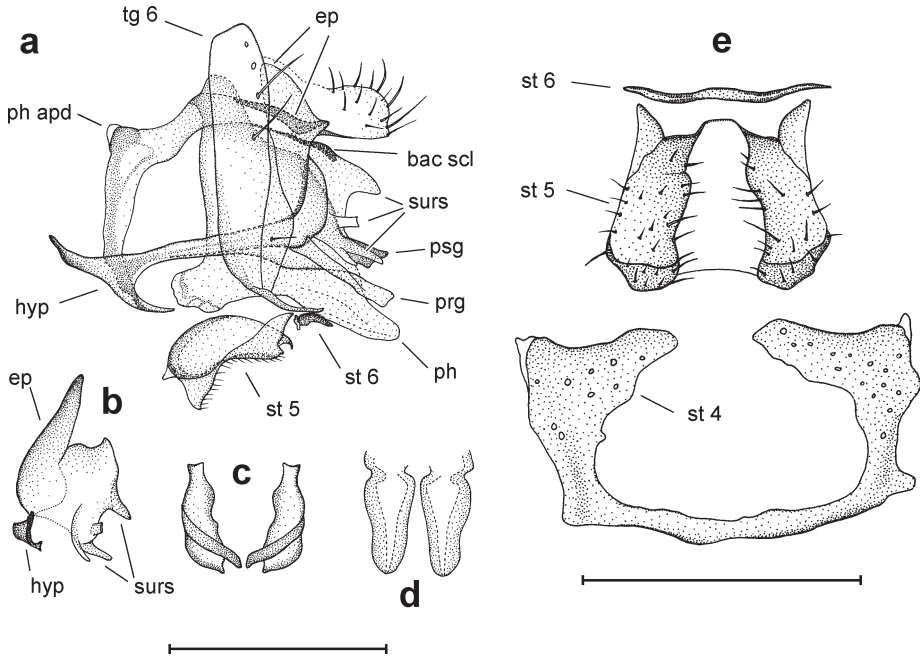 a
tg 6
ep
ph apd
bac scl
surs
psg
prg
hyp
ph
st 6
st 5
b
ep
hyp
surs
c
d
e
st 6
st 5
st 4